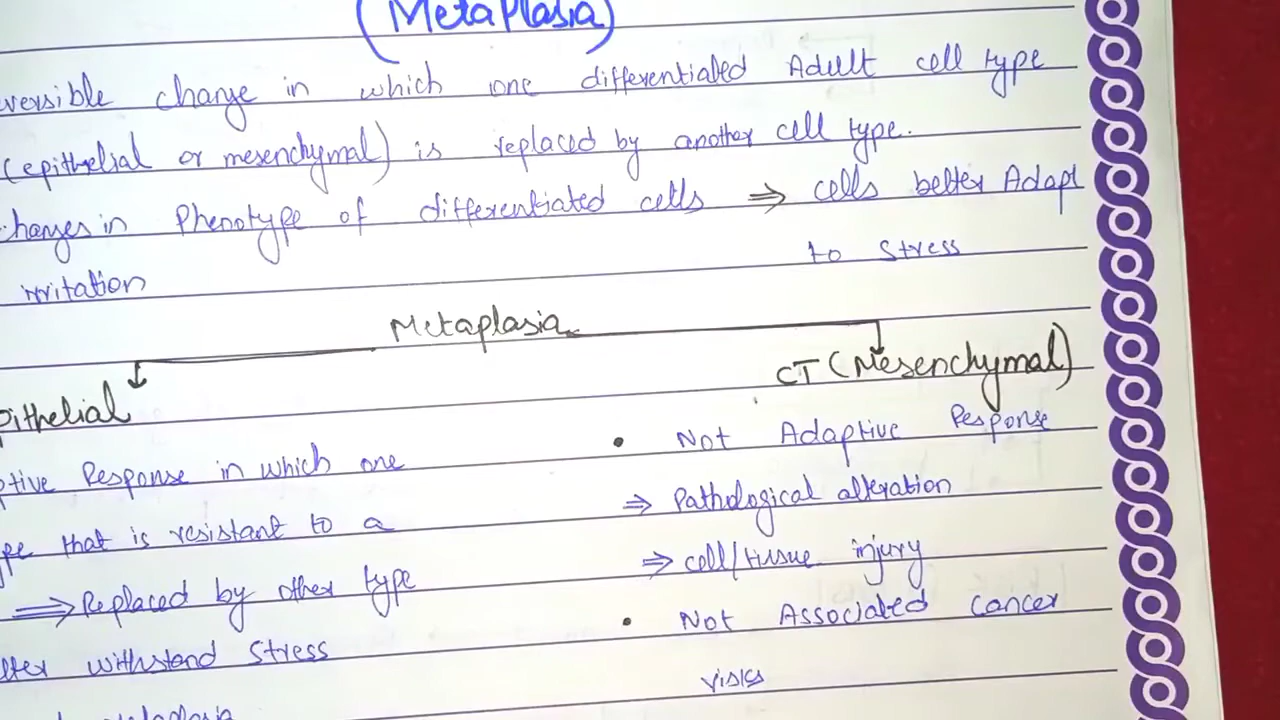 (Metaplasia)
versible change in which one differentiated Adult cell type
(epithelial or mesenchymal) is replaced by another cell type.
changes in Phenotype of differentiated cells ⇒ cells better Adapt
to stress
irritation
Metaplasia
pithelial
CT (Mesenchymal)
ptive Response in which one
• Not Adaptive Response
pe that is resistant to a
⇒ Pathological alteration
⇒ Replaced by other type
⇒ cell/tissue injury
tter withstand stress
• Not Associated cancer
risks